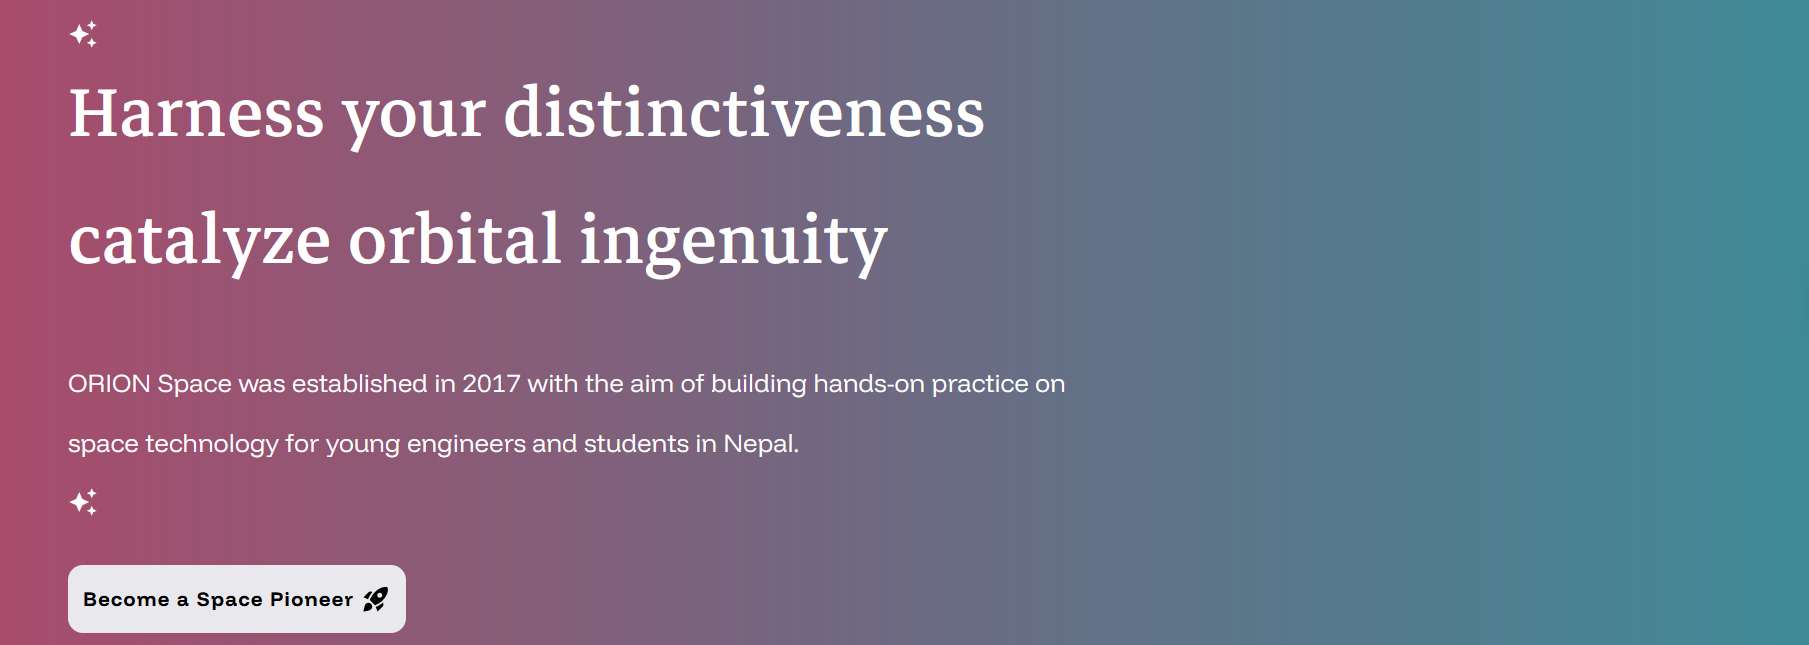 Harness your distinctiveness
catalyze orbital ingenuity
ORION Space was established in 2017 with the aim of building hands-on practice on
space technology for young engineers and students in Nepal.
Become a Space Pioneer